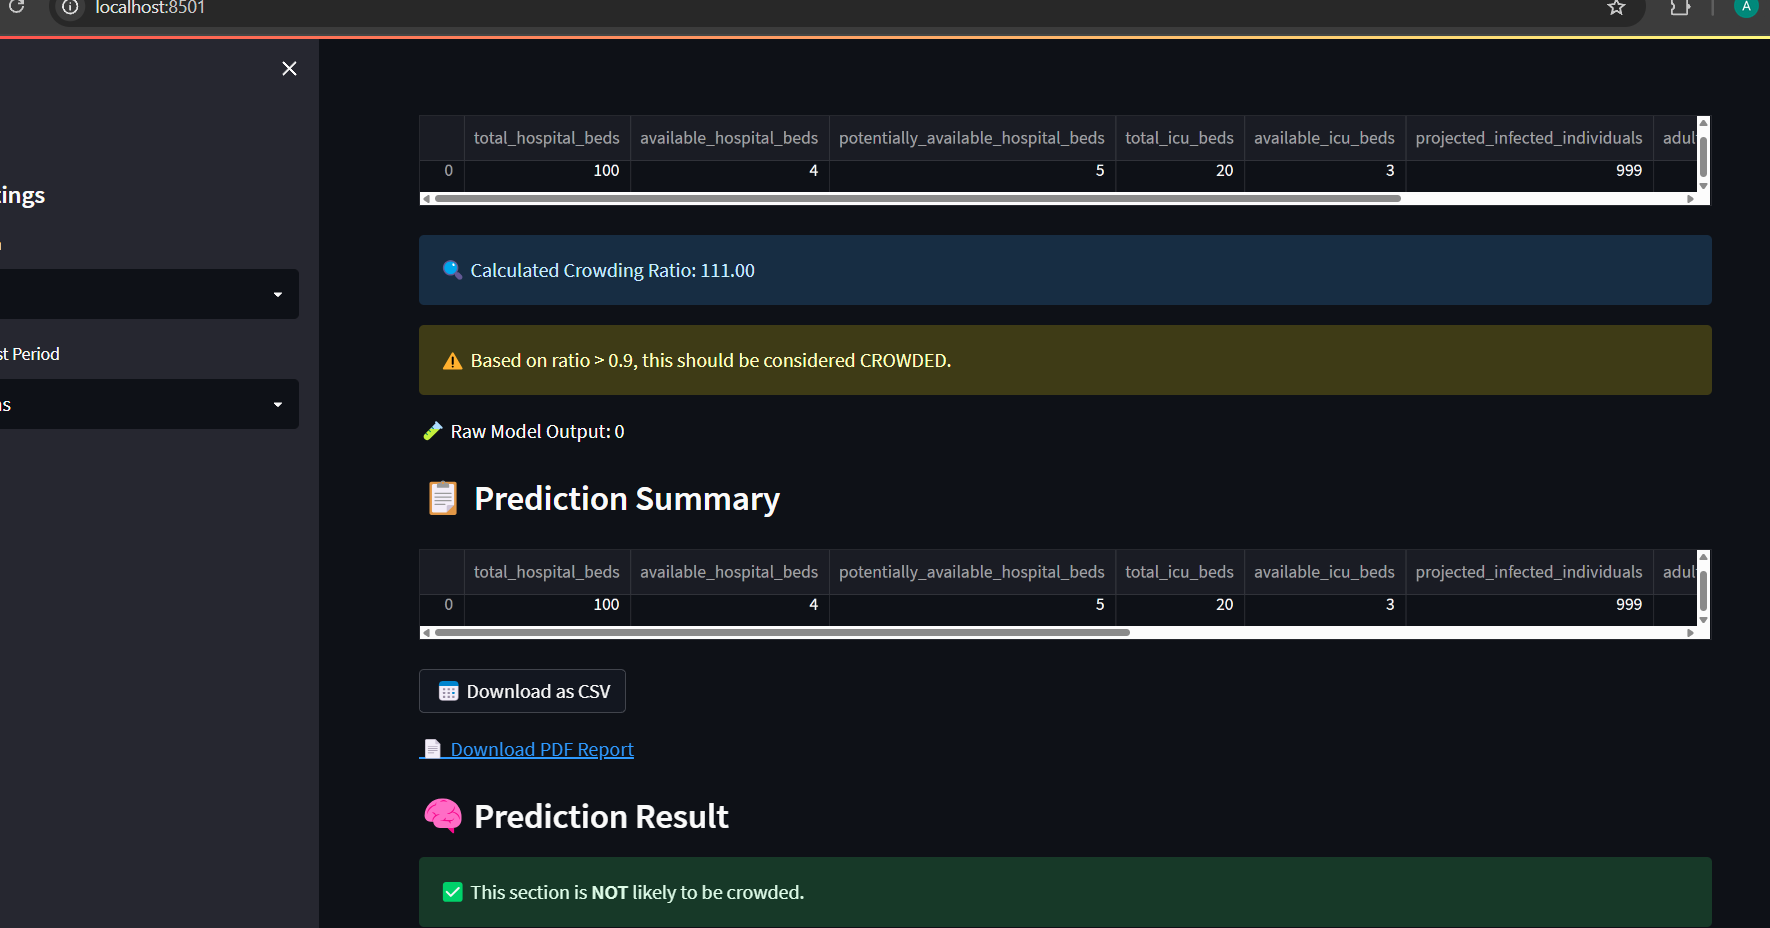 localhost:8501
A
ings
st Period
ns
total_hospital_beds available_hospital_beds potentially_available_hospital_beds total_icu_beds available_icu_beds projected_infected_individuals adul
0 100 4 5 20 3 999
Calculated Crowding Ratio: 111.00
Based on ratio > 0.9, this should be considered CROWDED.
Raw Model Output: 0
Prediction Summary
total_hospital_beds available_hospital_beds potentially_available_hospital_beds total_icu_beds available_icu_beds projected_infected_individuals adul
0 100 4 5 20 3 999
Download as CSV
Download PDF Report
Prediction Result
This section is NOT likely to be crowded.